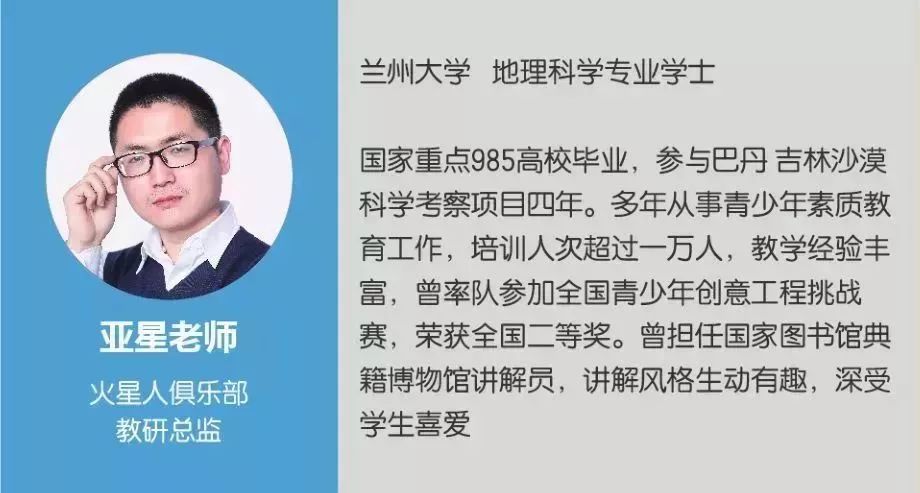 亚星老师
火星人俱乐部
教研总监
兰州大学 地理科学专业学士
国家重点985高校毕业，参与巴丹 吉林沙漠
科学考察项目四年。多年从事青少年素质教
育工作，培训人次超过一万人，教学经验丰
富，曾率队参加全国青少年创意工程挑战
赛，荣获全国二等奖。曾担任国家图书馆典
籍博物馆讲解员，讲解风格生动有趣，深受
学生喜爱